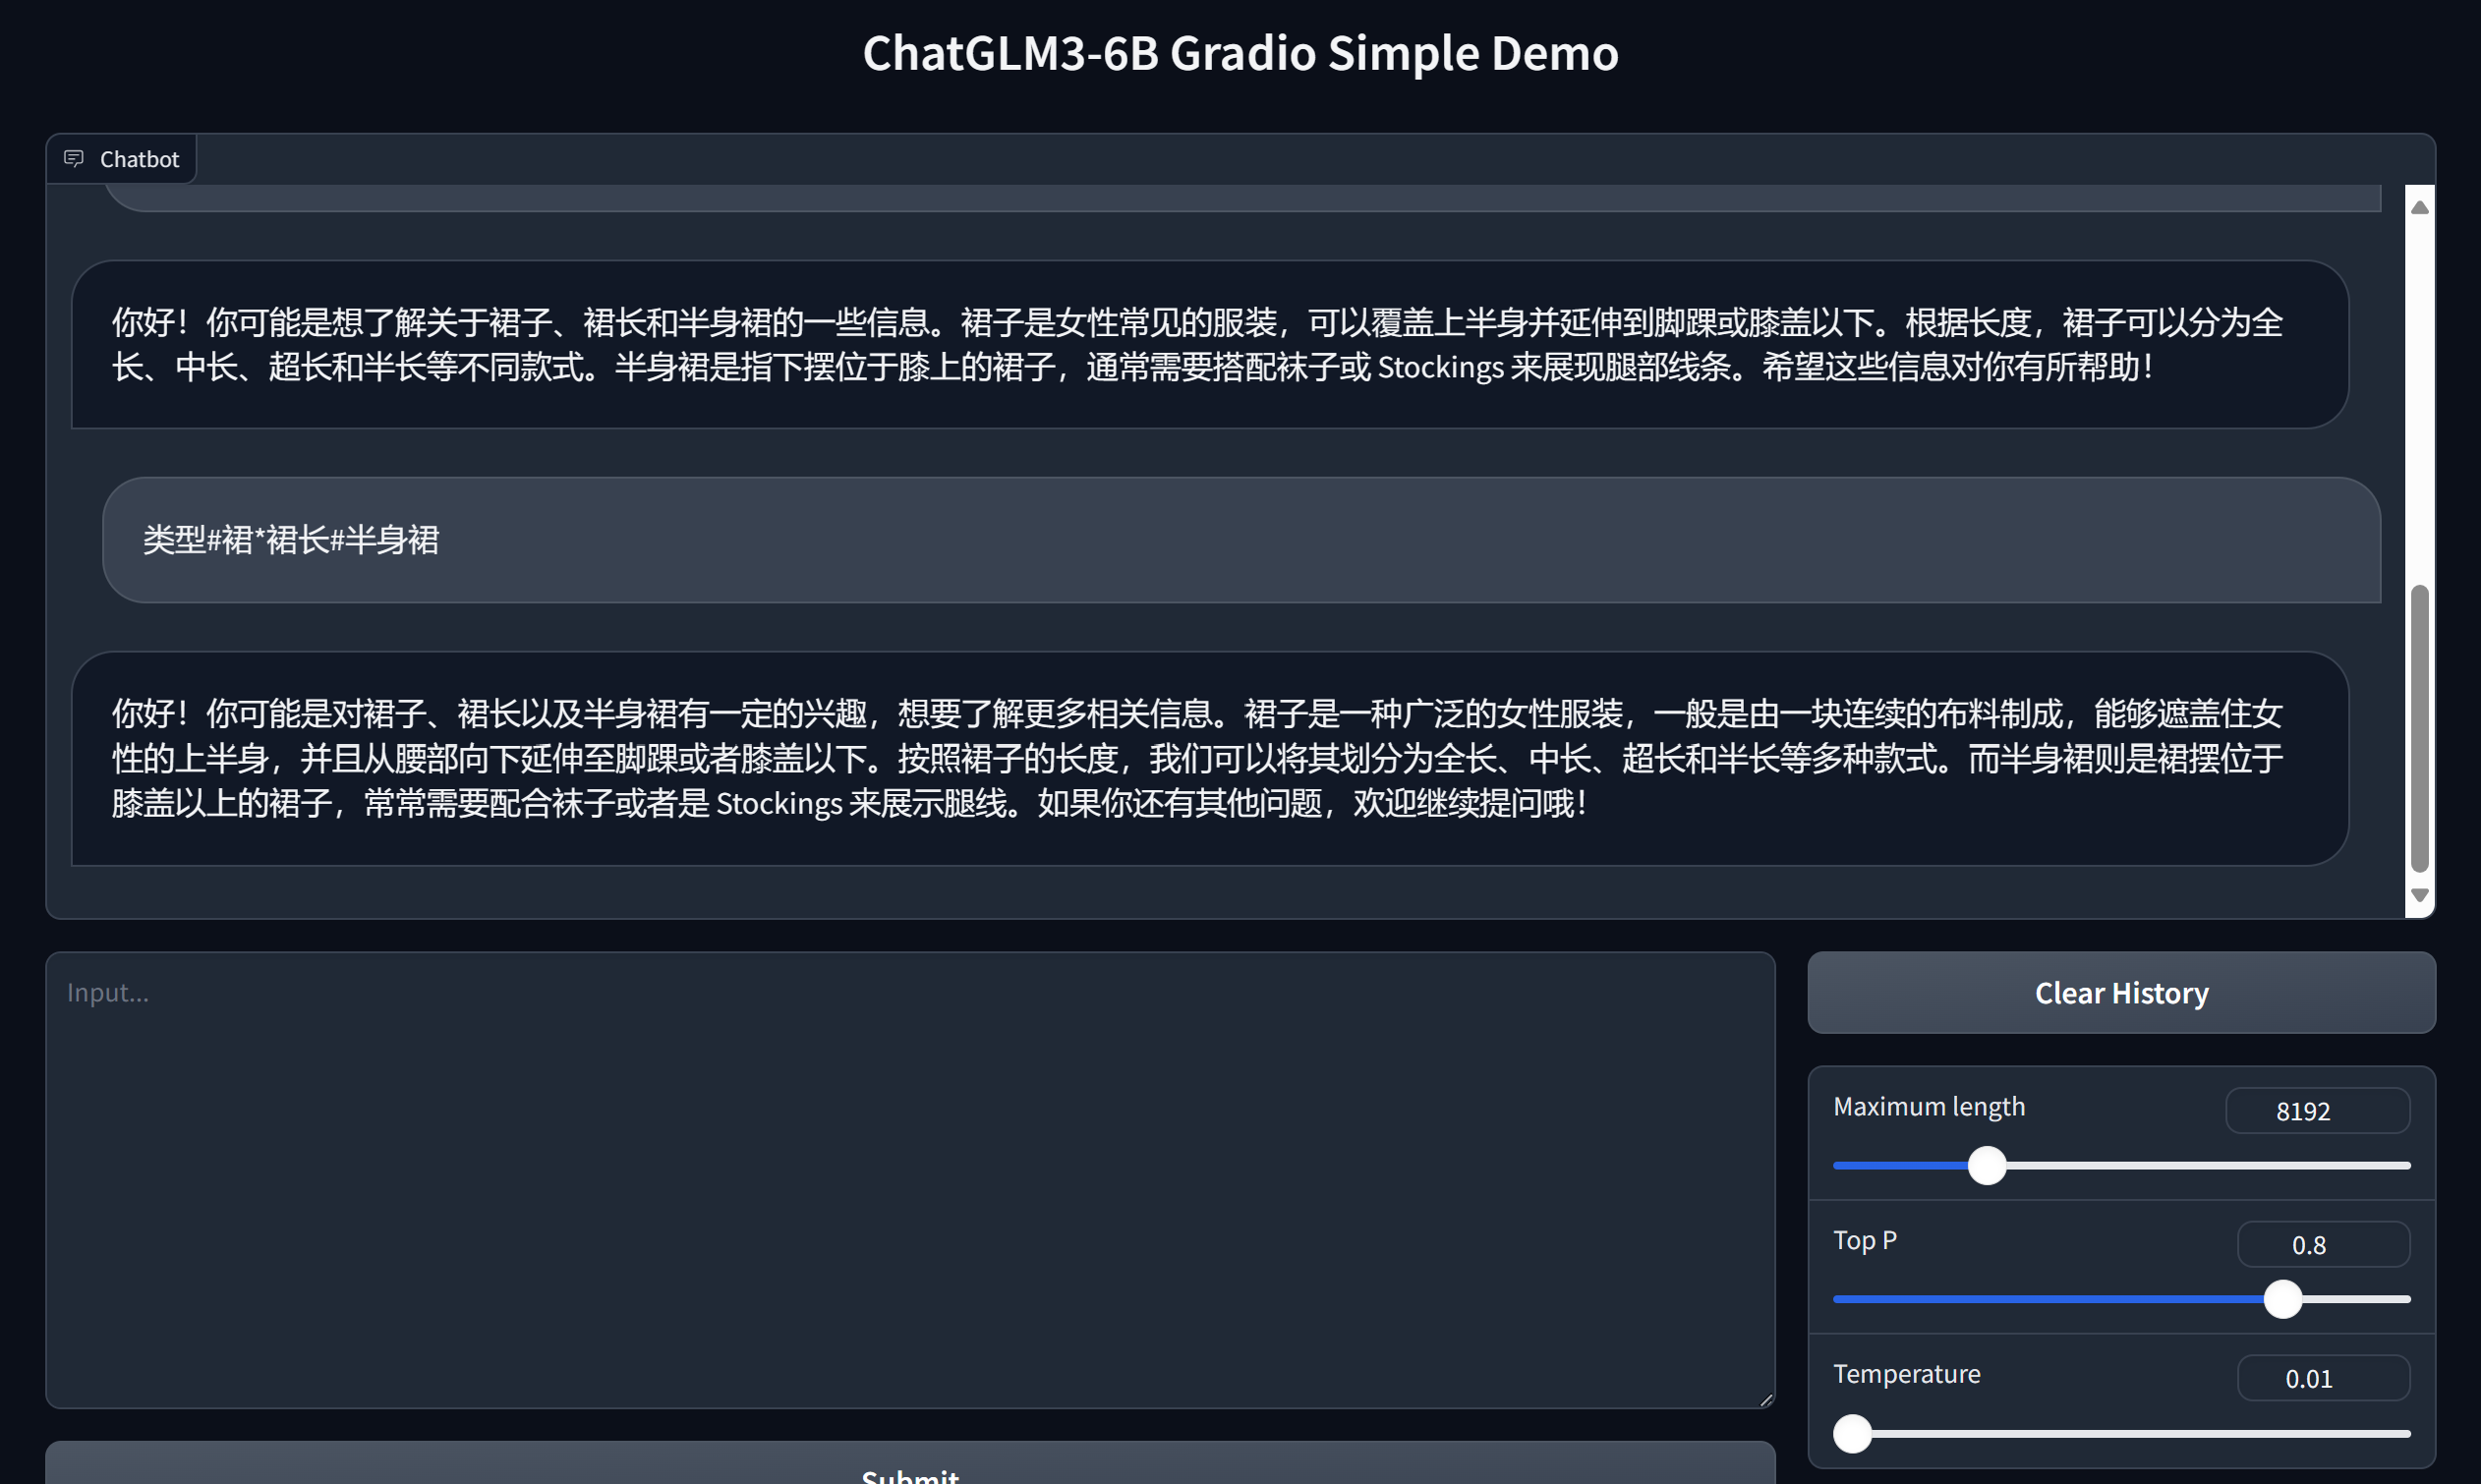 ChatGLM3-6B Gradio Simple Demo
Chatbot
你好！你可能是想了解关于裙子、裙长和半身裙的一些信息。裙子是女性常见的服装，可以覆盖上半身并延伸到脚踝或膝盖以下。根据长度，裙子可以分为全
长、中长、超长和半长等不同款式。半身裙是指下摆位于膝上的裙子，通常需要搭配袜子或 Stockings 来展现腿部线条。希望这些信息对你有所帮助！
类型#裙*裙长#半身裙
你好！你可能是对裙子、裙长以及半身裙有一定的兴趣，想要了解更多相关信息。裙子是一种广泛的女性服装，一般是由一块连续的布料制成，能够遮盖住女
性的上半身，并且从腰部向下延伸至脚踝或者膝盖以下。按照裙子的长度，我们可以将其划分为全长、中长、超长和半长等多种款式。而半身裙则是裙摆位于
膝盖以上的裙子，常常需要配合袜子或者是 Stockings 来展示腿线。如果你还有其他问题，欢迎继续提问哦！
Input...
Clear History
Maximum length
8192
Top P
0.8
Temperature
0.01
Submit